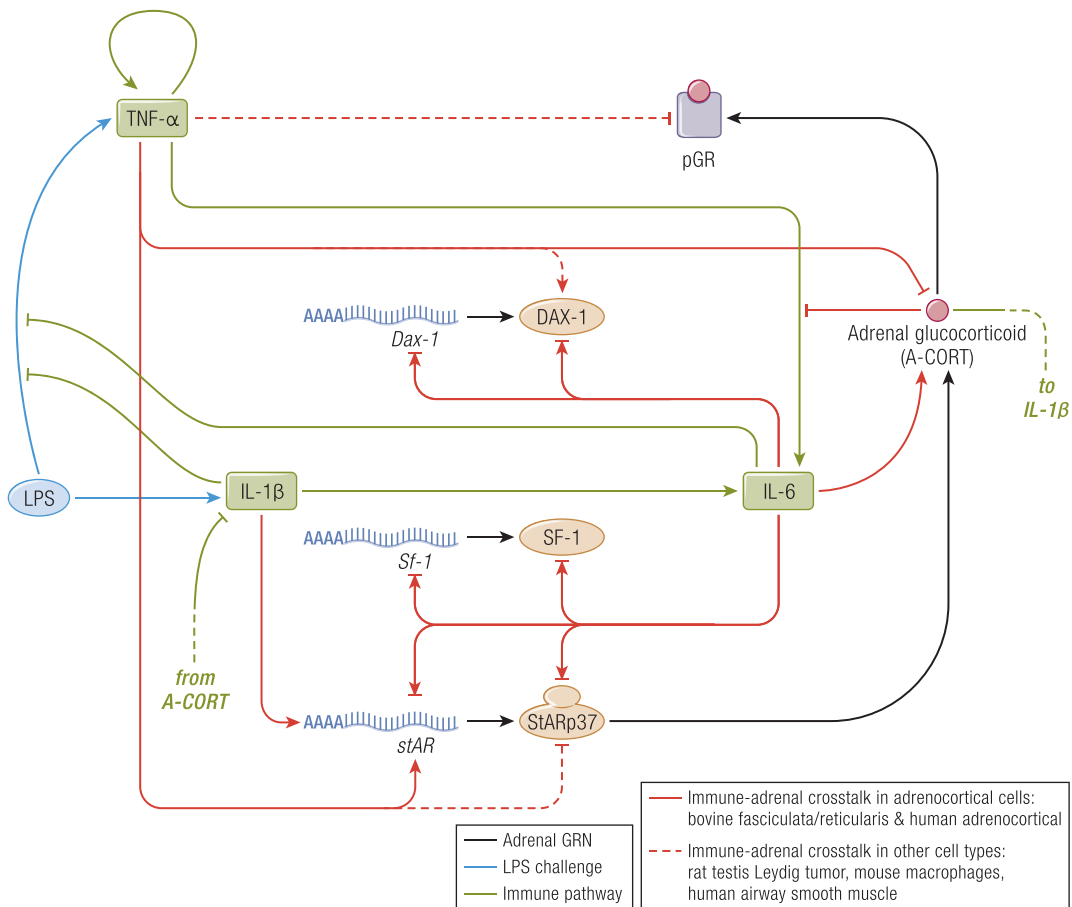 TNF-α
pGR
AAAA
Dax-1
DAX-1
Adrenal glucocorticoid
(A-CORT)
to
IL-1β
LPS
IL-1β
IL-6
AAAA
Sf-1
SF-1
from
A-CORT
AAAA
stAR
StARp37
Adrenal GRN
LPS challenge
Immune pathway
Immune-adrenal crosstalk in adrenocortical cells:
bovine fasciculata/reticularis & human adrenocortical
Immune-adrenal crosstalk in other cell types:
rat testis Leydig tumor, mouse macrophages,
human airway smooth muscle